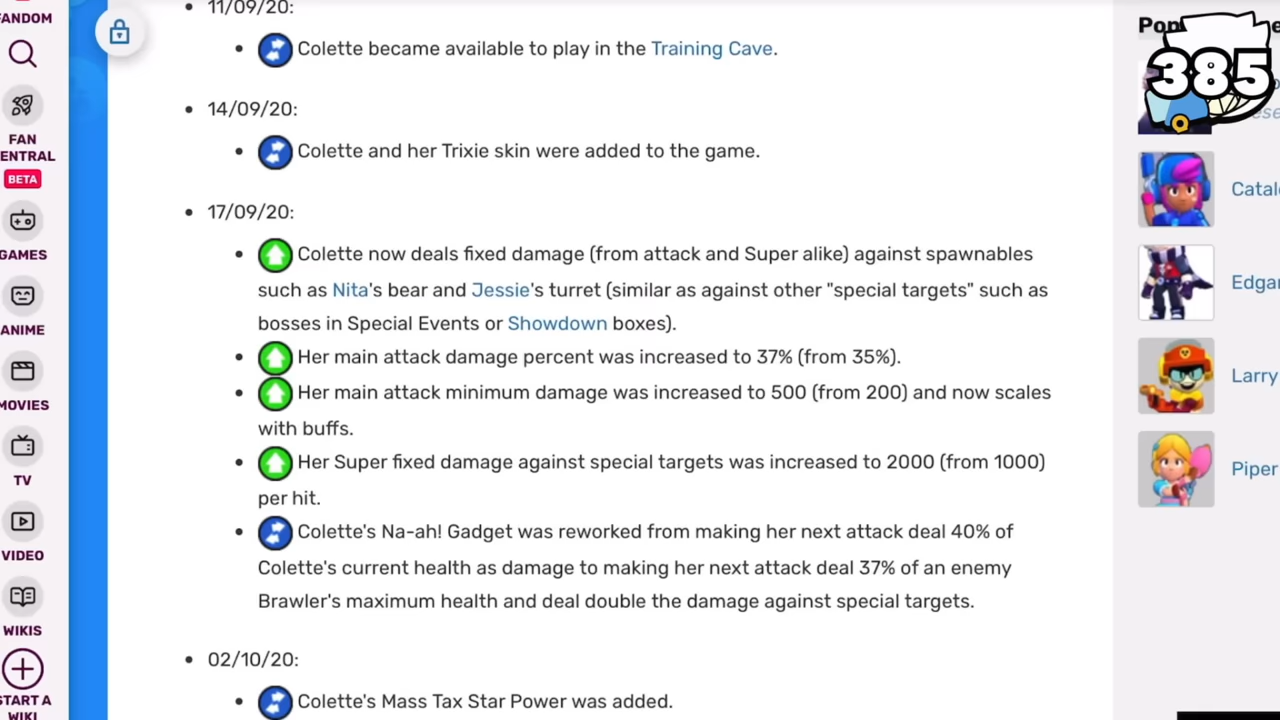 FANDOM
FAN
ENTRAL
BETA
GAMES
ANIME
MOVIES
TV
VIDEO
WIKIS
START A
WIKI
11/09/20:
Colette became available to play in the Training Cave.
14/09/20:
Colette and her Trixie skin were added to the game.
17/09/20:
Colette now deals fixed damage (from attack and Super alike) against spawnables
such as Nita's bear and Jessie's turret (similar as against other "special targets" such as
bosses in Special Events or Showdown boxes).
Her main attack damage percent was increased to 37% (from 35%).
Her main attack minimum damage was increased to 500 (from 200) and now scales
with buffs.
Her Super fixed damage against special targets was increased to 2000 (from 1000)
per hit.
Colette's Na-ah! Gadget was reworked from making her next attack deal 40% of
Colette's current health as damage to making her next attack deal 37% of an enemy
Brawler's maximum health and deal double the damage against special targets.
02/10/20:
Colette's Mass Tax Star Power was added.
Pop
385
Catal
Edgar
Larry
Piper